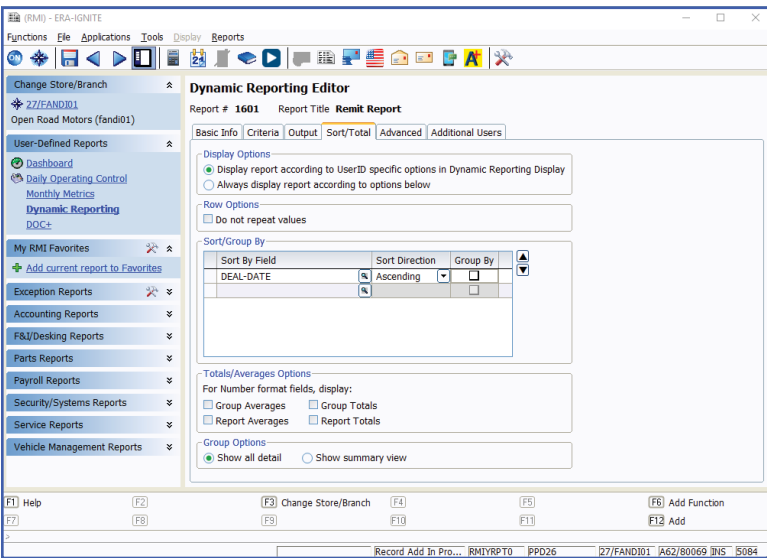 (RMI) - ERA-IGNITE
Functions File Applications Tools Display Reports
Change Store/Branch
27/FANDI01
Open Road Motors (fandi01)
User-Defined Reports
Dashboard
Daily Operating Control
Monthly Metrics
Dynamic Reporting
DOC+
My RMI Favorites
Add current report to Favorites
Exception Reports
Accounting Reports
F&I/Desking Reports
Parts Reports
Payroll Reports
Security/Systems Reports
Service Reports
Vehicle Management Reports
Dynamic Reporting Editor
Report # 1601 Report Title Remit Report
Basic Info Criteria Output Sort/Total Advanced Additional Users
Display Options
Display report according to UserID specific options in Dynamic Reporting Display
Always display report according to options below
Row Options
Do not repeat values
Sort/Group By
Sort By Field Sort Direction Group By
DEAL-DATE Ascending
Totals/Averages Options
For Number format fields, display:
Group Averages Group Totals
Report Averages Report Totals
Group Options
Show all detail Show summary view
F1 Help F2 F3 Change Store/Branch F4 F5 F6 Add Function
F7 F8 F9 F10 F11 F12 Add
>
Record Add In Pro... RMIYRPT0 PPD26 27/FANDI01 A62/80069 INS 5084